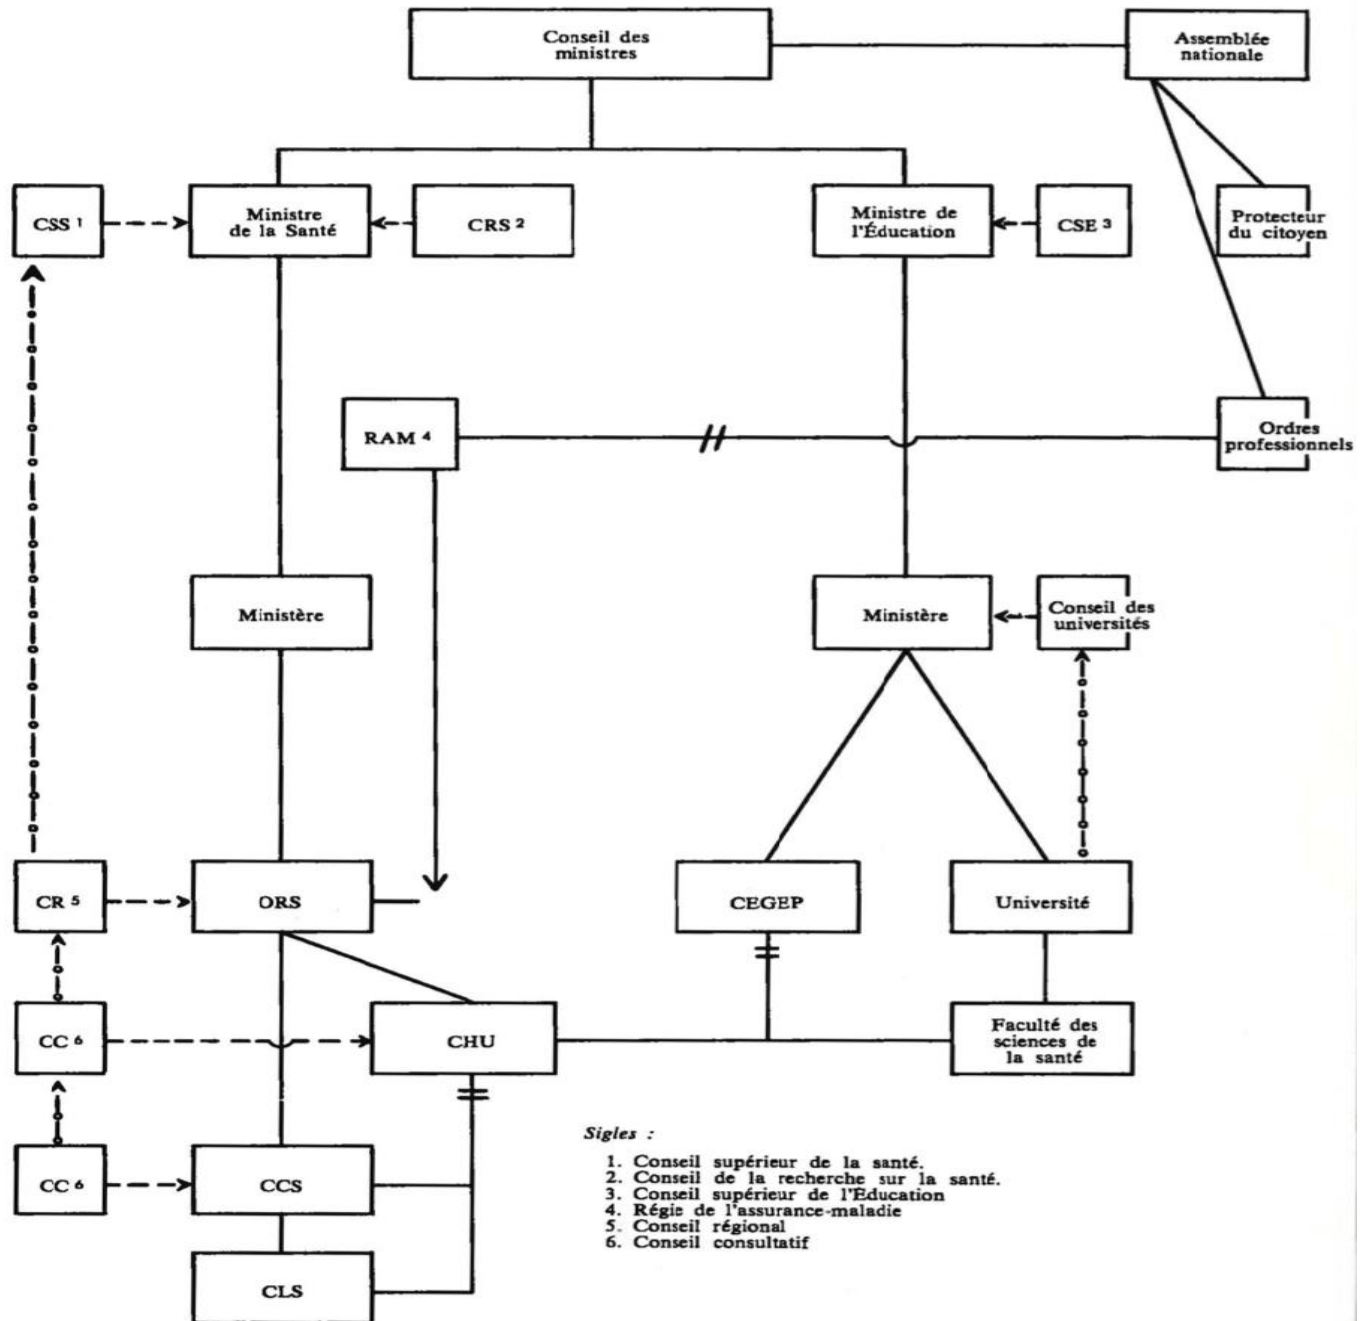 Conseil des
ministres
Assemblée
nationale
CSS 1
Ministre
de la Santé
CRS 2
Ministre de
l'Éducation
CSE 3
Protecteur
du citoyen
RAM 4
Ordres
professionnels
Ministère
Ministère
Conseil des
universités
CR 5
ORS
CEGEP
Université
CC 6
CHU
Faculté des
sciences de
la santé
CC 6
CCS
CLS
Sigles :
1. Conseil supérieur de la santé.
2. Conseil de la recherche sur la santé.
3. Conseil supérieur de l'Éducation
4. Régie de l'assurance-maladie
5. Conseil régional
6. Conseil consultatif